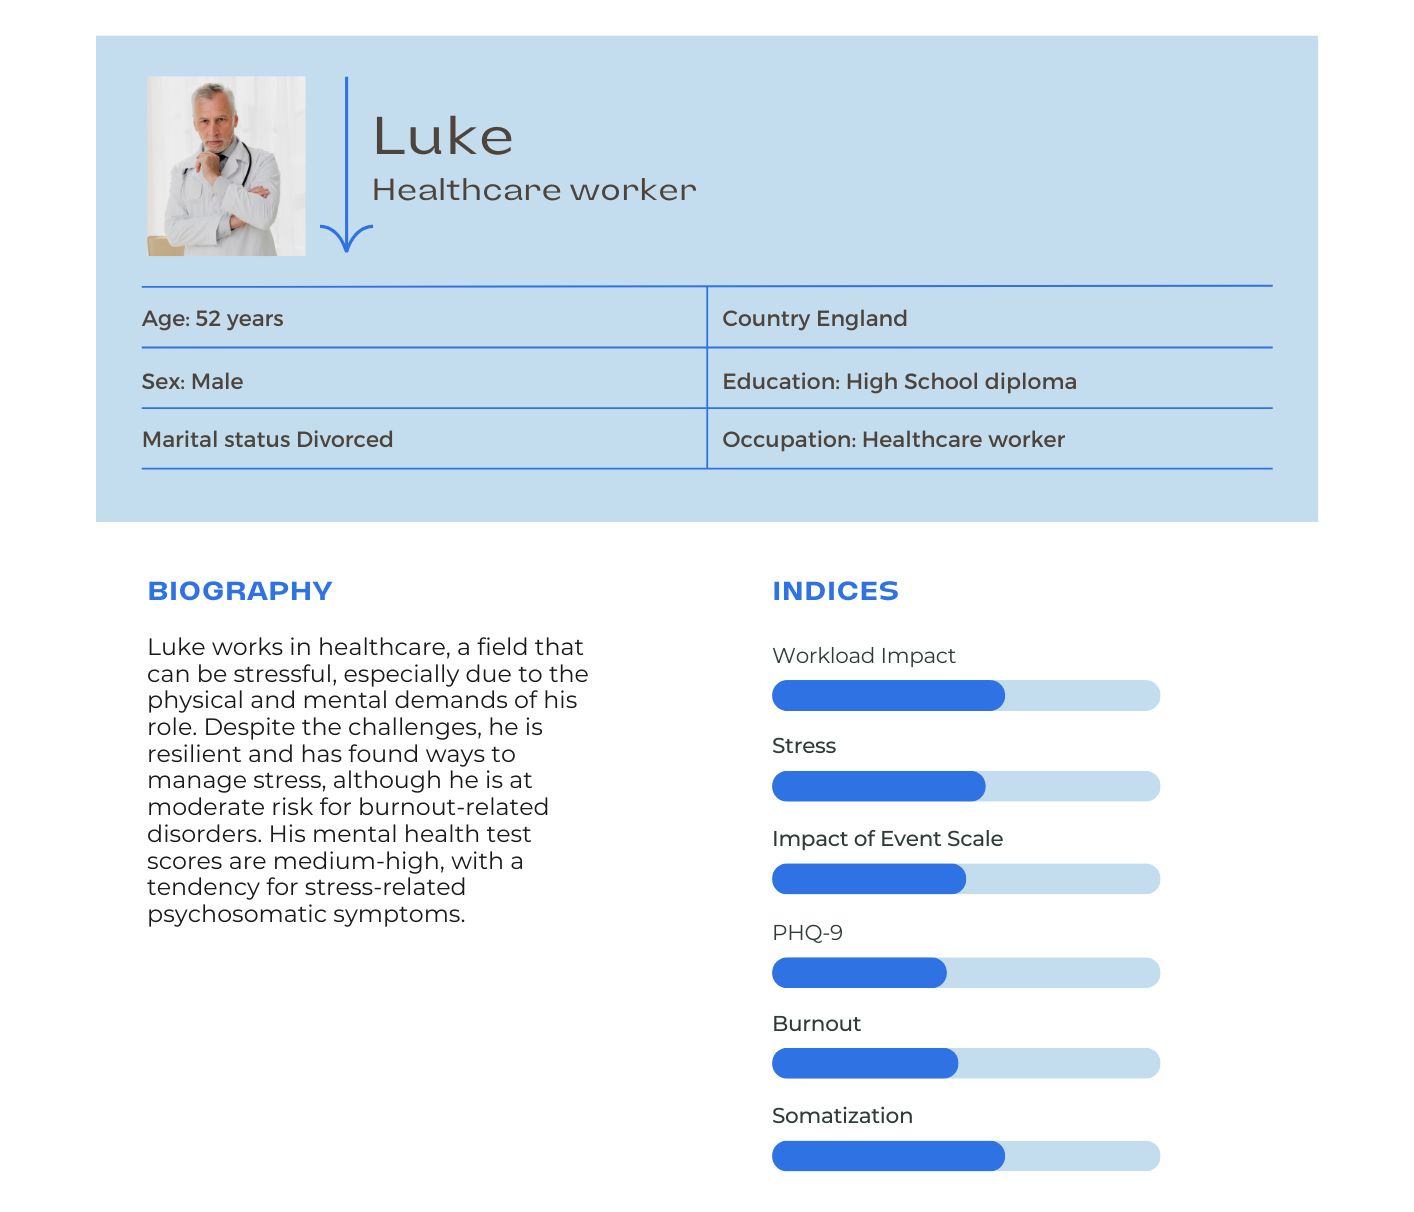 Luke
Healthcare worker
Age: 52 years
Country England
Sex: Male
Education: High School diploma
Marital status Divorced
Occupation: Healthcare worker
BIOGRAPHY
Luke works in healthcare, a field that
can be stressful, especially due to the
physical and mental demands of his
role. Despite the challenges, he is
resilient and has found ways to
manage stress, although he is at
moderate risk for burnout-related
disorders. His mental health test
scores are medium-high, with a
tendency for stress-related
psychosomatic symptoms.
INDICES
Workload Impact
Stress
Impact of Event Scale
PHQ-9
Burnout
Somatization